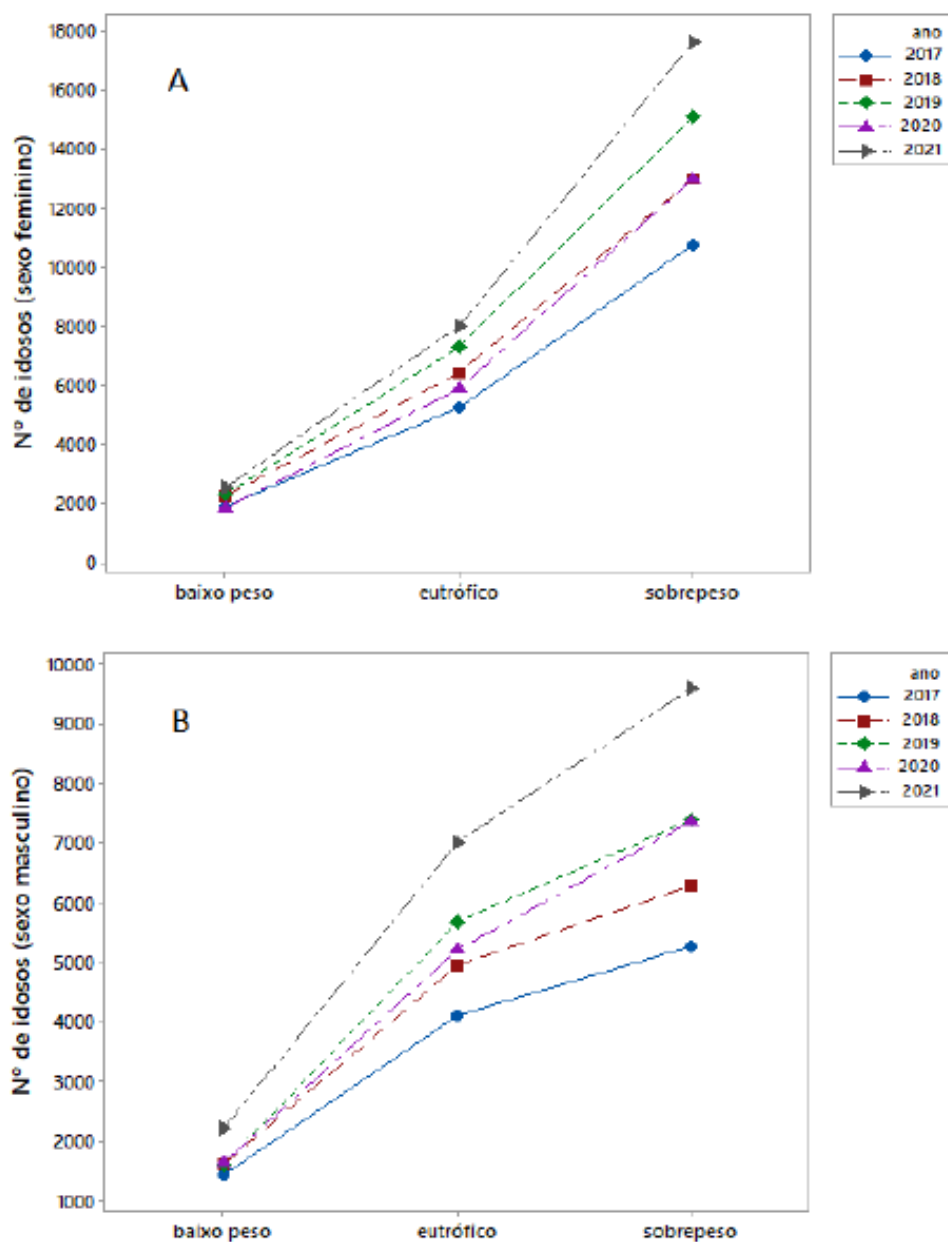 A
Nº de idosos (sexo feminino)
18000
16000
14000
12000
10000
8000
6000
4000
2000
0
baixo peso
eutrófico
sobrepeso
ano
2017
2018
2019
2020
2021
B
Nº de idosos (sexo masculino)
10000
9000
8000
7000
6000
5000
4000
3000
2000
1000
baixo peso
eutrófico
sobrepeso
ano
2017
2018
2019
2020
2021